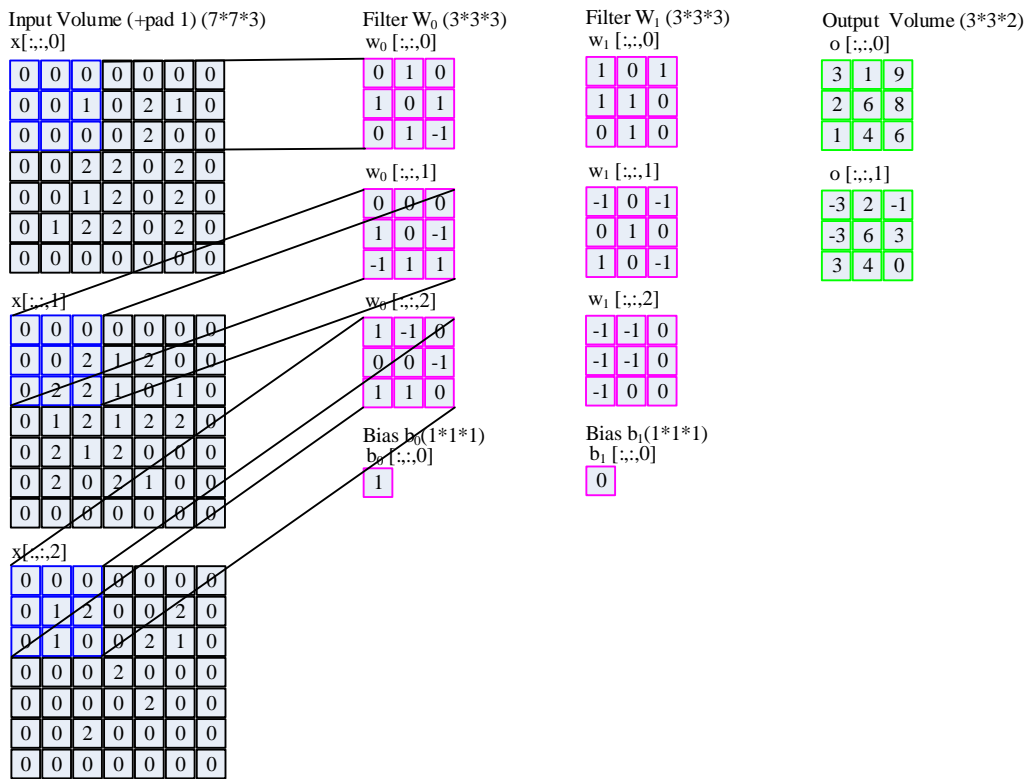 Input Volume (+pad 1) (7*7*3)
x[:,:,0]
0 0 0 0 0 0 0
0 0 1 0 2 1 0
0 0 0 0 2 0 0
0 0 2 2 0 2 0
0 0 1 2 0 2 0
0 1 2 2 0 2 0
0 0 0 0 0 0 0
x[:,:,1]
0 0 0 0 0 0 0
0 0 2 1 2 0 0
0 2 2 1 0 1 0
0 1 2 1 2 2 0
0 2 1 2 0 0 0
0 2 0 2 1 0 0
0 0 0 0 0 0 0
x[:,:,2]
0 0 0 0 0 0 0
0 1 2 0 0 2 0
0 1 0 0 2 1 0
0 0 0 2 0 0 0
0 0 0 0 2 0 0
0 0 2 0 0 0 0
0 0 0 0 0 0 0
Filter W₀ (3*3*3)
w₀ [:,:,0]
0 1 0
1 0 1
0 1 -1
w₀ [:,:,1]
0 0 0
1 0 -1
-1 1 1
w₀ [:,:,2]
1 -1 0
0 0 -1
1 1 0
Bias b₀(1*1*1)
b₀ [:,:,0]
1
Filter W₁ (3*3*3)
w₁ [:,:,0]
1 0 1
1 1 0
0 1 0
w₁ [:,:,1]
-1 0 -1
0 1 0
1 0 -1
w₁ [:,:,2]
-1 -1 0
-1 -1 0
-1 0 0
Bias b₁(1*1*1)
b₁ [:,:,0]
0
Output Volume (3*3*2)
o [:,:,0]
3 1 9
2 6 8
1 4 6
o [:,:,1]
-3 2 -1
-3 6 3
3 4 0